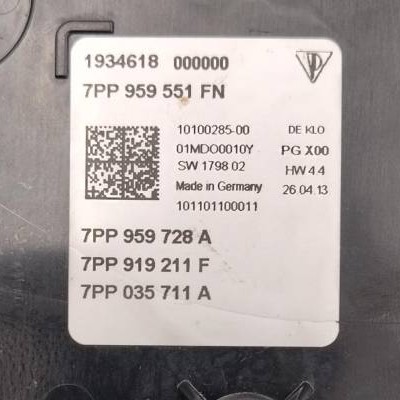 1934618 000000
7PP 959 551 FN
10100285-00 DE KLO
01MDO0010Y PG X00
SW 1798 02 HW 4.4
Made in Germany 26.04.13
101101100011
7PP 959 728 A
7PP 919 211 F
7PP 035 711 A